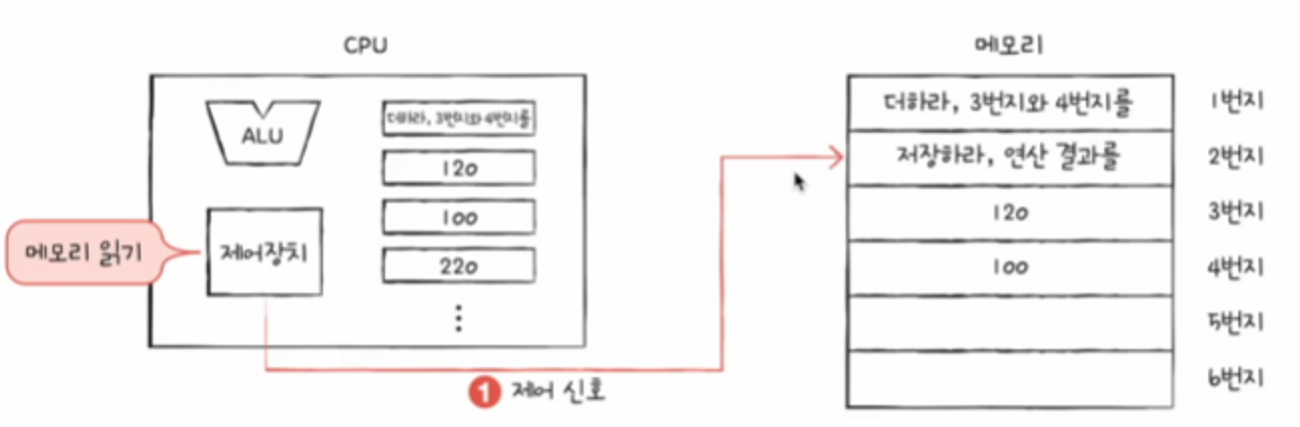 CPU
ALU
더하라, 3번지와 4번지를
120
100
220
제어장치
메모리 읽기
1 제어 신호
메모리
더하라, 3번지와 4번지를 1번지
저장하라, 연산 결과를 2번지
120 3번지
100 4번지
5번지
6번지